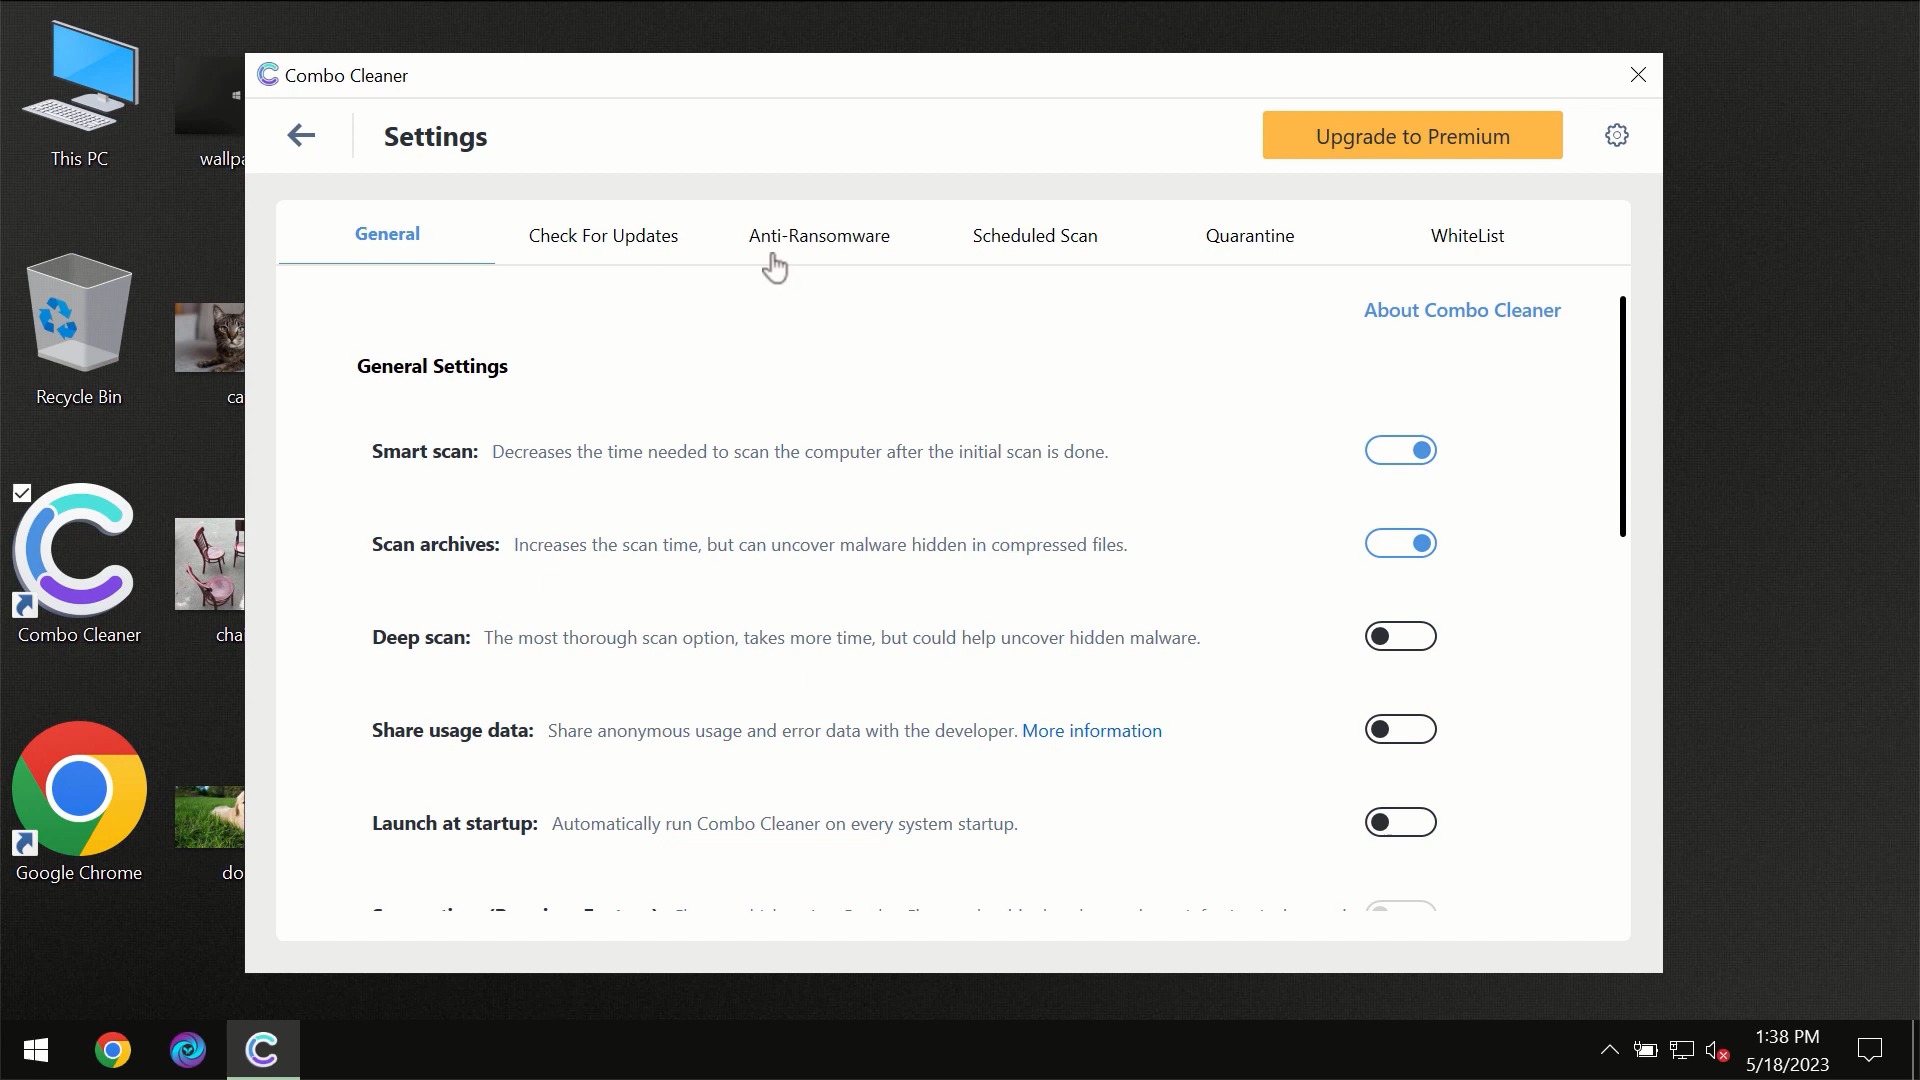 Combo Cleaner
Settings
Upgrade to Premium
General
Check For Updates
Anti-Ransomware
Scheduled Scan
Quarantine
WhiteList
About Combo Cleaner
General Settings
Smart scan: Decreases the time needed to scan the computer after the initial scan is done.
Scan archives: Increases the scan time, but can uncover malware hidden in compressed files.
Deep scan: The most thorough scan option, takes more time, but could help uncover hidden malware.
Share usage data: Share anonymous usage and error data with the developer. More information
Launch at startup: Automatically run Combo Cleaner on every system startup.
This PC
wallpa
Recycle Bin
ca
Combo Cleaner
chai
Google Chrome
do
1:38 PM
5/18/2023